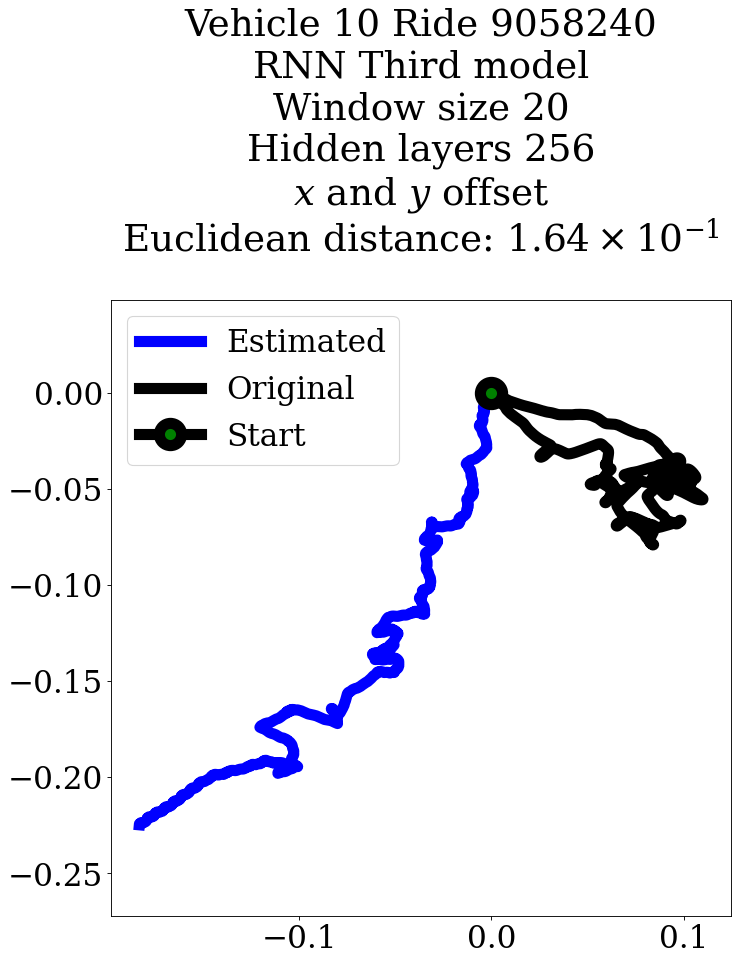 Vehicle 10 Ride 9058240
RNN Third model
Window size 20
Hidden layers 256
x and y offset
Euclidean distance: 1.64 × 10⁻¹
Estimated
Original
Start
0.00
−0.05
−0.10
−0.15
−0.20
−0.25
−0.1 0.0 0.1